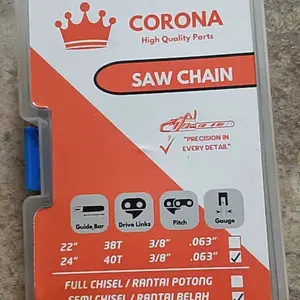 CORONA
High Quality Parts
SAW CHAIN
"PRECISION IN
EVERY DETAIL"
Guide Bar Drive Links Pitch Gauge
22" 38T 3/8" .063"
24" 40T 3/8" .063"
FULL CHISEL / RANTAI POTONG
SEMI CHISEL / RANTAI BELAH